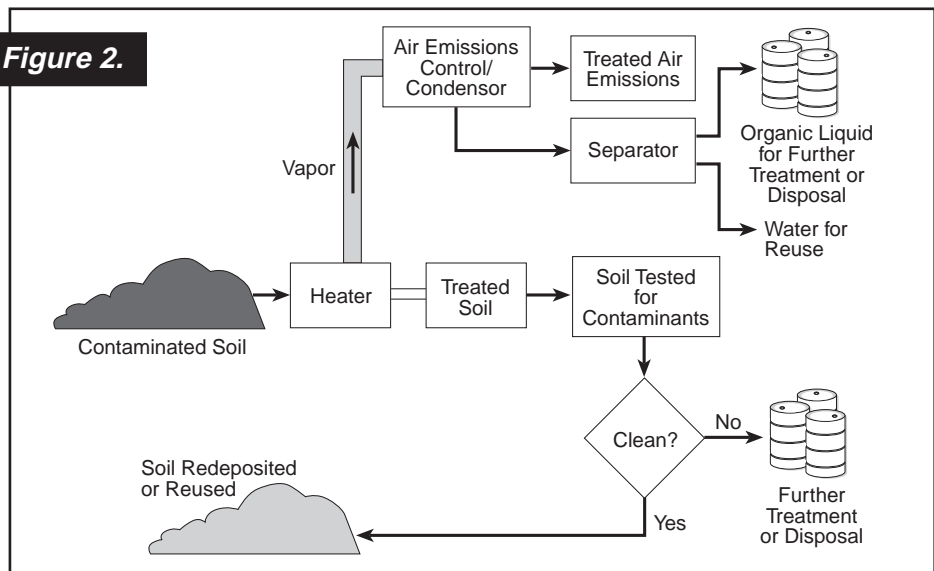 Figure 2.
Air Emissions
Control/
Condensor
Treated Air
Emissions
Separator
Organic Liquid
for Further
Treatment or
Disposal
Water for
Reuse
Vapor
Contaminated Soil
Heater
Treated
Soil
Soil Tested
for
Contaminants
Clean?
No
Further
Treatment
or Disposal
Yes
Soil Redeposited
or Reused